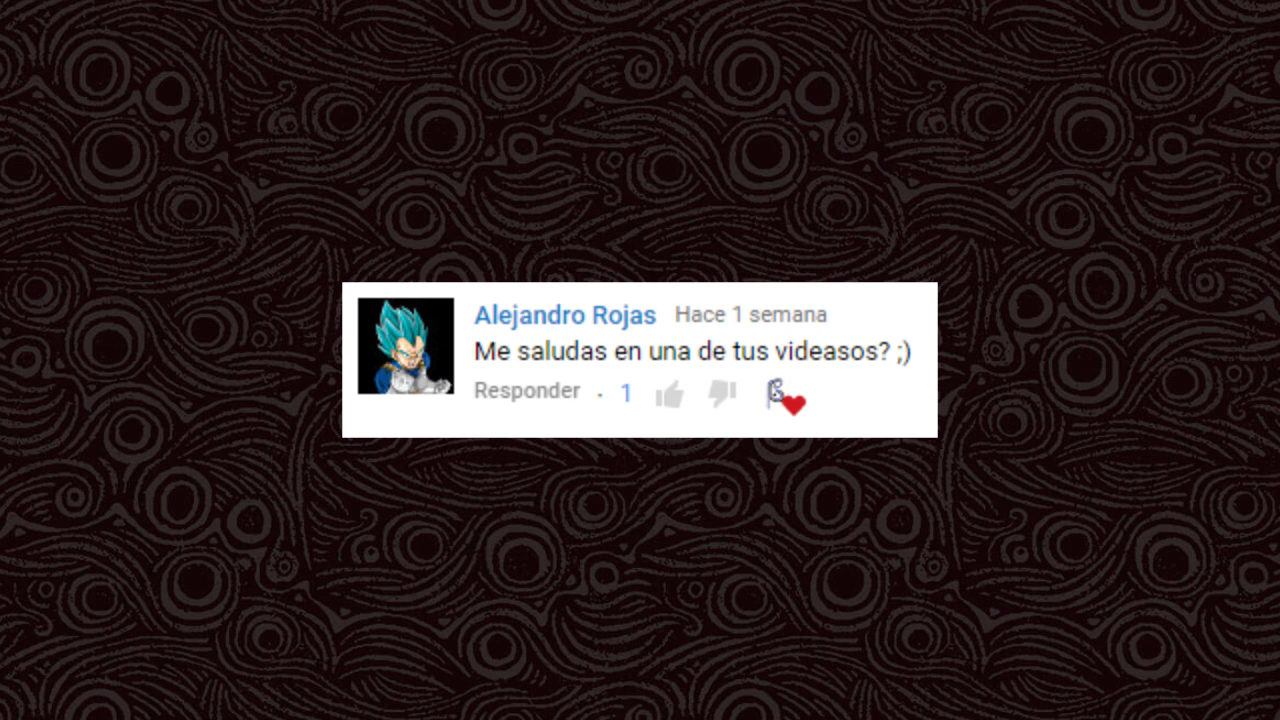 Alejandro Rojas Hace 1 semana
Me saludas en una de tus videasos? ;)
Responder · 1